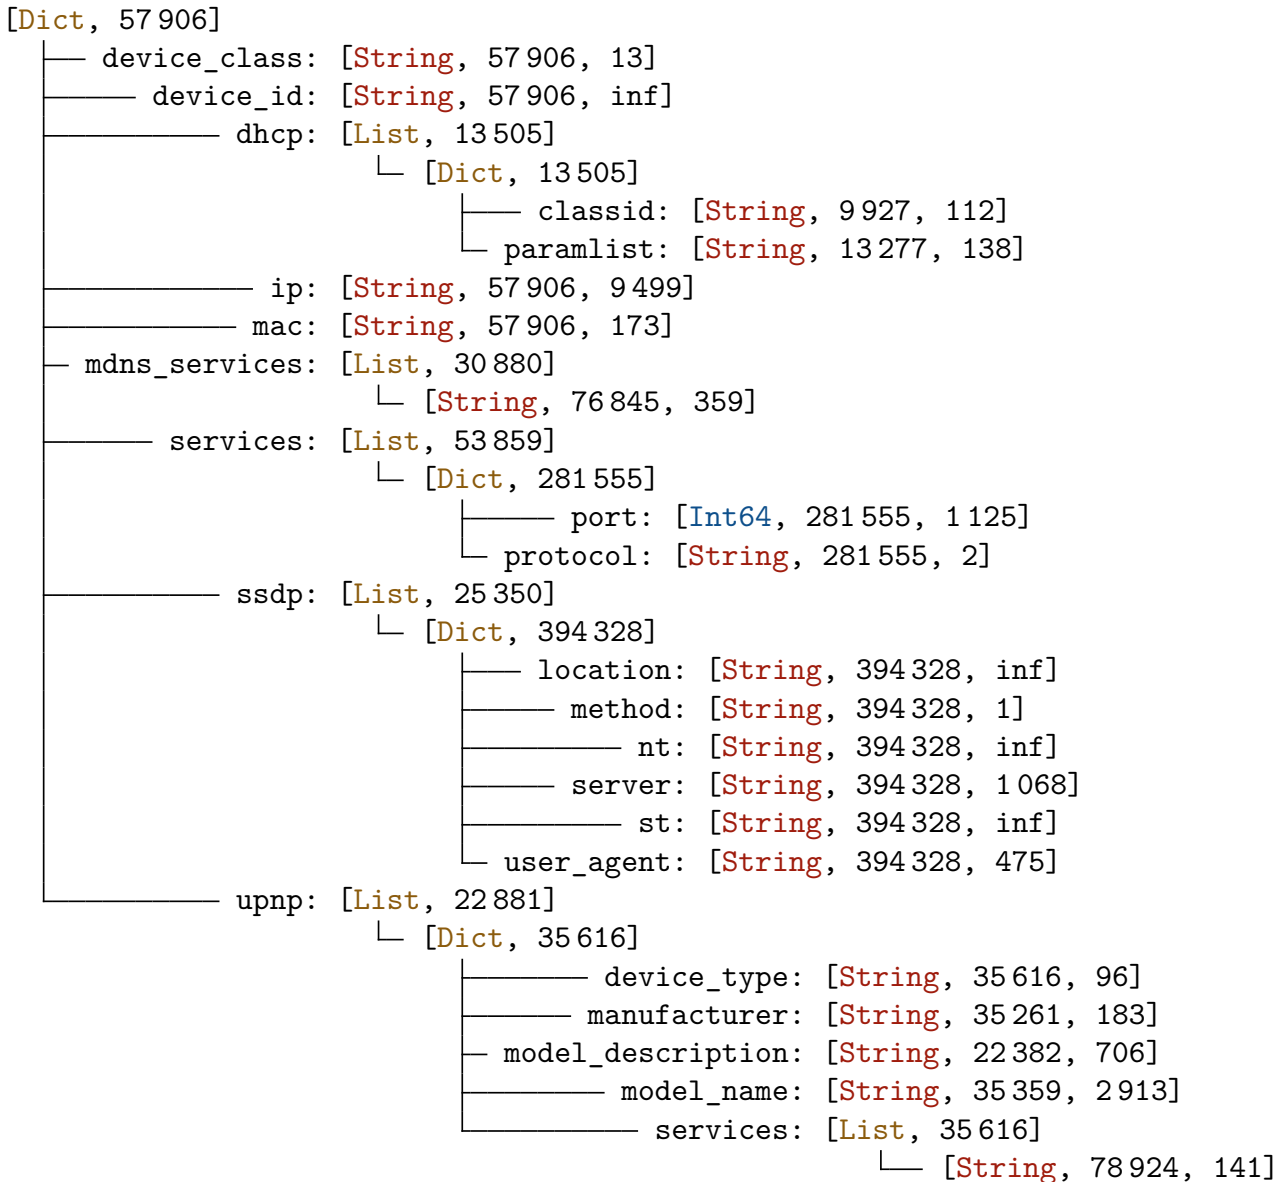 [Dict, 57 906]
device_class: [String, 57 906, 13]
device_id: [String, 57 906, inf]
dhcp: [List, 13 505]
[Dict, 13 505]
classid: [String, 9 927, 112]
paramlist: [String, 13 277, 138]
ip: [String, 57 906, 9 499]
mac: [String, 57 906, 173]
mdns_services: [List, 30 880]
[String, 76 845, 359]
services: [List, 53 859]
[Dict, 281 555]
port: [Int64, 281 555, 1 125]
protocol: [String, 281 555, 2]
ssdp: [List, 25 350]
[Dict, 394 328]
location: [String, 394 328, inf]
method: [String, 394 328, 1]
nt: [String, 394 328, inf]
server: [String, 394 328, 1 068]
st: [String, 394 328, inf]
user_agent: [String, 394 328, 475]
upnp: [List, 22 881]
[Dict, 35 616]
device_type: [String, 35 616, 96]
manufacturer: [String, 35 261, 183]
model_description: [String, 22 382, 706]
model_name: [String, 35 359, 2 913]
services: [List, 35 616]
[String, 78 924, 141]